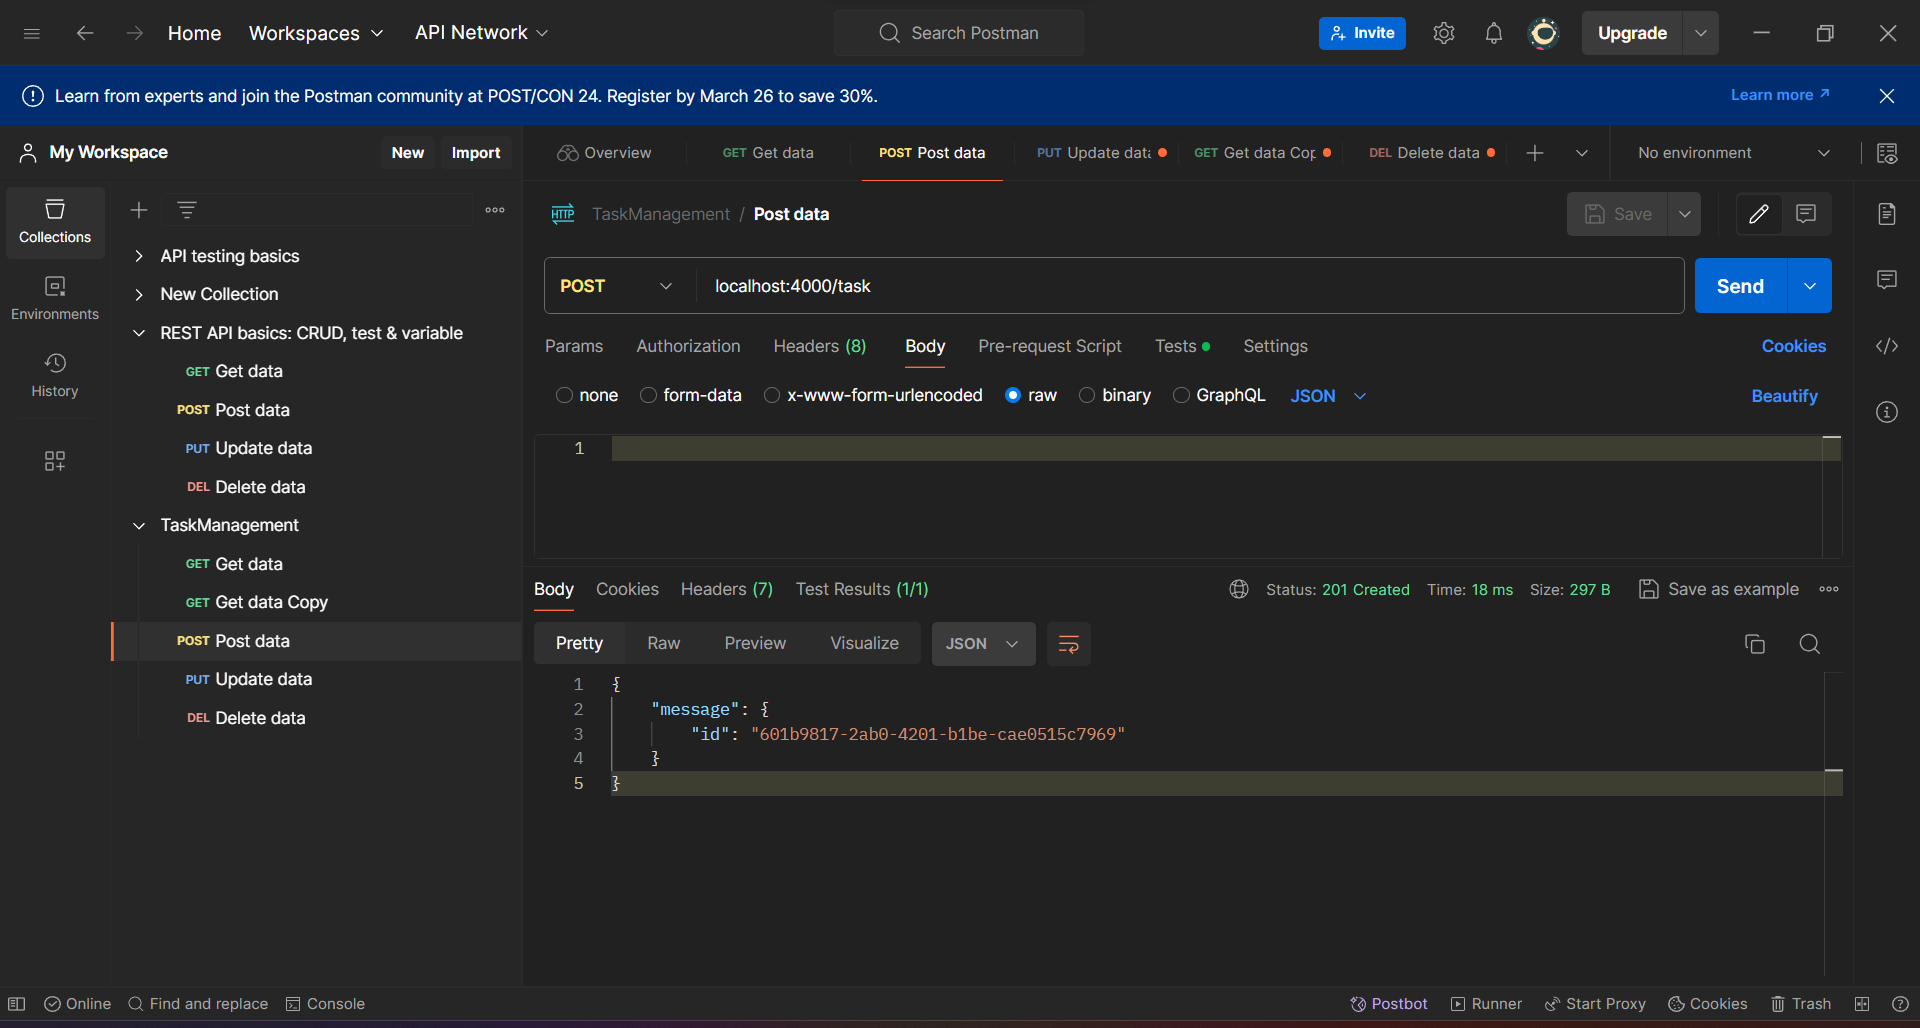 Home Workspaces API Network Search Postman Invite Upgrade
Learn from experts and join the Postman community at POST/CON 24. Register by March 26 to save 30%. Learn more
My Workspace New Import
Overview GET Get data POST Post data PUT Update data GET Get data Cop DEL Delete data No environment
Collections
Environments
History
API testing basics
New Collection
REST API basics: CRUD, test & variable
GET Get data
POST Post data
PUT Update data
DEL Delete data
TaskManagement
GET Get data
GET Get data Copy
POST Post data
PUT Update data
DEL Delete data
HTTP TaskManagement / Post data Save
POST localhost:4000/task Send
Params Authorization Headers (8) Body Pre-request Script Tests Settings Cookies
none form-data x-www-form-urlencoded raw binary GraphQL JSON Beautify
1
Body Cookies Headers (7) Test Results (1/1) Status: 201 Created Time: 18 ms Size: 297 B Save as example
Pretty Raw Preview Visualize JSON
1 {
2 "message": {
3 "id": "601b9817-2ab0-4201-b1be-cae0515c7969"
4 }
5 }
Online Find and replace Console Postbot Runner Start Proxy Cookies Trash